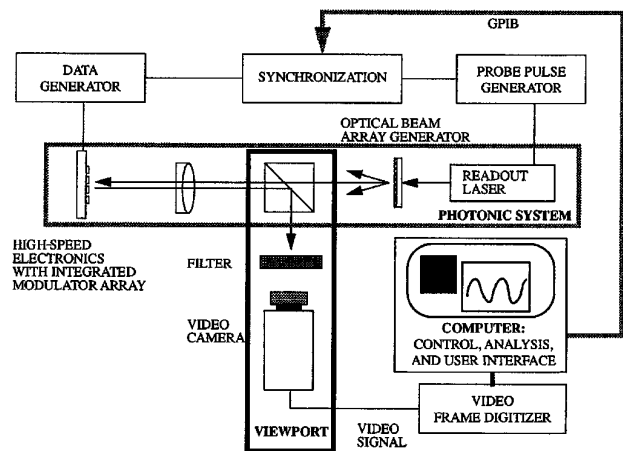 GPIB
DATA
GENERATOR
SYNCHRONIZATION
PROBE PULSE
GENERATOR
OPTICAL BEAM
ARRAY GENERATOR
READOUT
LASER
PHOTONIC SYSTEM
HIGH-SPEED
ELECTRONICS
WITH INTEGRATED
MODULATOR ARRAY
FILTER
VIDEO
CAMERA
COMPUTER:
CONTROL, ANALYSIS,
AND USER INTERFACE
VIEWPORT
VIDEO
SIGNAL
VIDEO
FRAME DIGITIZER